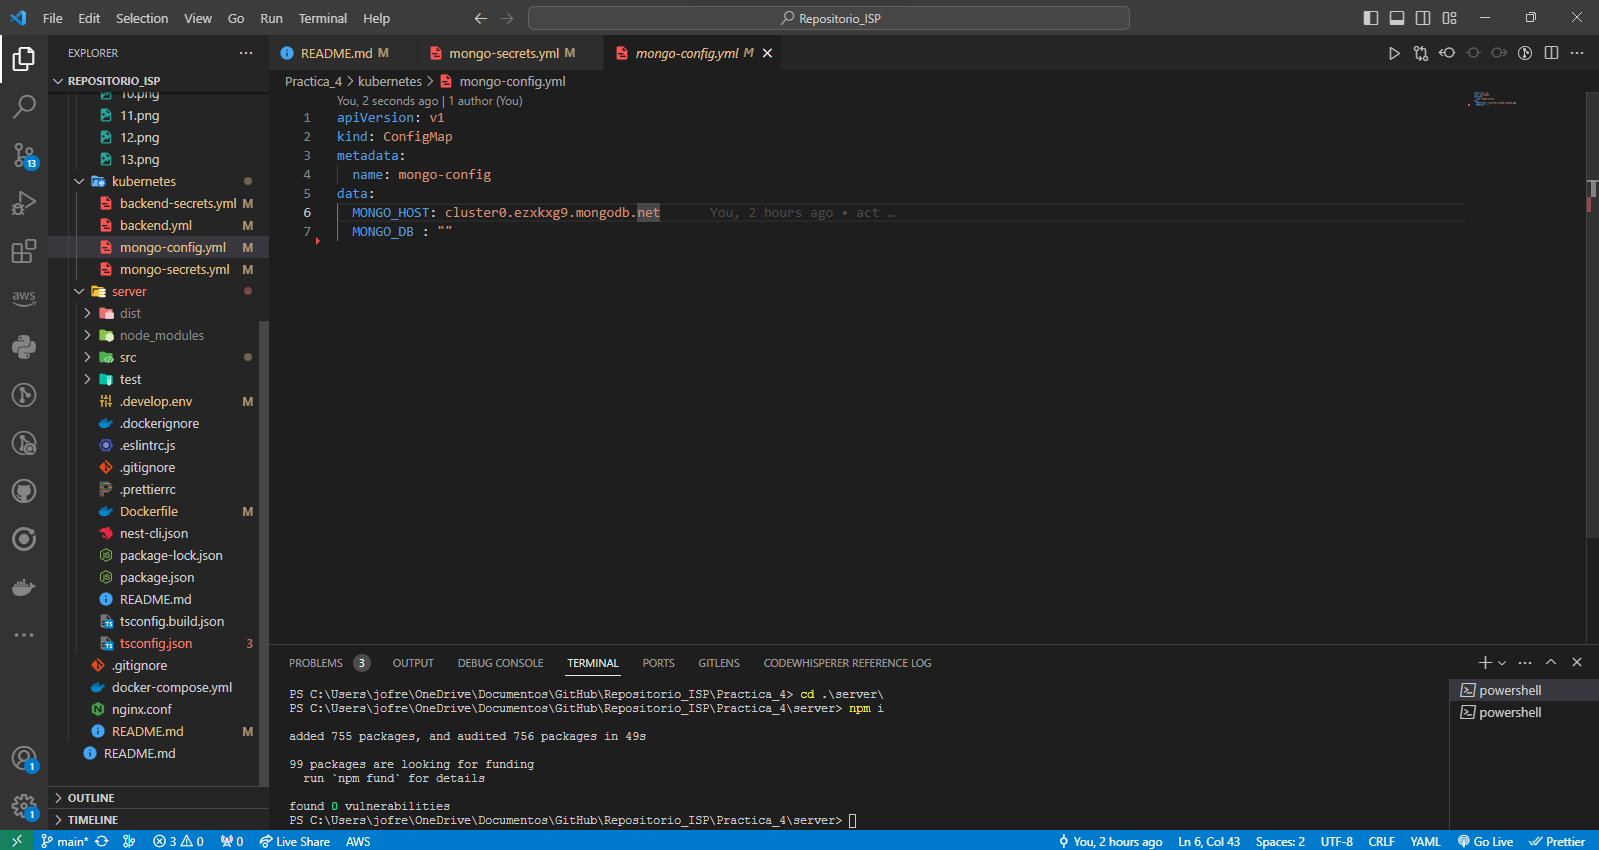 File Edit Selection View Go Run Terminal Help
Repositorio_ISP
EXPLORER
REPOSITORIO_ISP
10.png
11.png
12.png
13.png
kubernetes
backend-secrets.yml M
backend.yml M
mongo-config.yml M
mongo-secrets.yml M
server
dist
node_modules
src
test
.develop.env M
.dockerignore
.eslintrc.js
.gitignore
.prettierrc
Dockerfile M
nest-cli.json
package-lock.json
package.json
README.md
tsconfig.build.json
tsconfig.json 3
.gitignore
docker-compose.yml
nginx.conf
README.md M
README.md
OUTLINE
TIMELINE
13
aws
1
1
README.md M mongo-secrets.yml M mongo-config.yml M
Practica_4 > kubernetes > mongo-config.yml
You, 2 seconds ago | 1 author (You)
1 apiVersion: v1
2 kind: ConfigMap
3 metadata:
4 name: mongo-config
5 data:
6 MONGO_HOST: cluster0.ezxkxg9.mongodb.net You, 2 hours ago • act …
7 MONGO_DB : ""
PROBLEMS 3 OUTPUT DEBUG CONSOLE TERMINAL PORTS GITLENS CODEWHISPERER REFERENCE LOG
PS C:\Users\jofre\OneDrive\Documentos\GitHub\Repositorio_ISP\Practica_4> cd .\server\
PS C:\Users\jofre\OneDrive\Documentos\GitHub\Repositorio_ISP\Practica_4\server> npm i
added 755 packages, and audited 756 packages in 49s
99 packages are looking for funding
run `npm fund` for details
found 0 vulnerabilities
PS C:\Users\jofre\OneDrive\Documentos\GitHub\Repositorio_ISP\Practica_4\server>
powershell
powershell
main* 3 0 0 Live Share AWS You, 2 hours ago Ln 6, Col 43 Spaces: 2 UTF-8 CRLF YAML Go Live Prettier